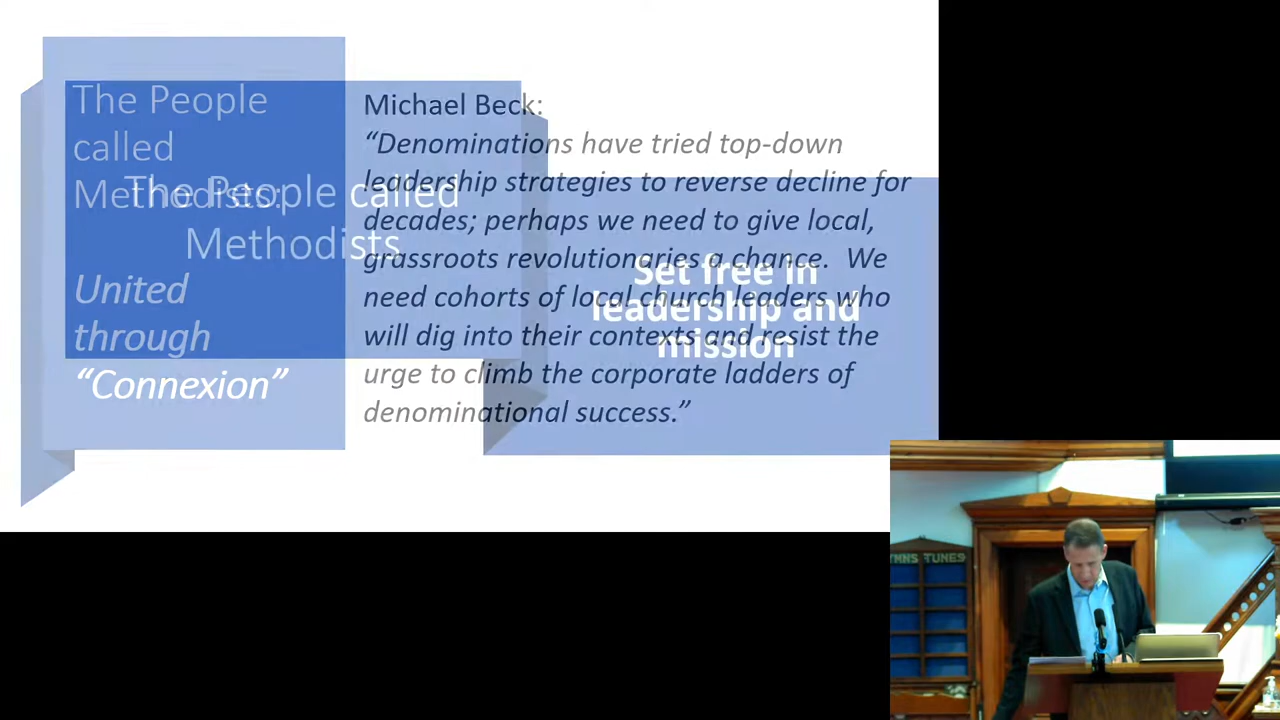 The People
called
Methodists:
United
through
“Connexion”
The People called
Methodists
Michael Beck:
“Denominations have tried top-down
leadership strategies to reverse decline for
decades; perhaps we need to give local,
grassroots revolutionaries a chance.  We
need cohorts of local church leaders who
will dig into their contexts and resist the
urge to climb the corporate ladders of
denominational success.”
Set free in
leadership and
mission
HYMNS TUNES